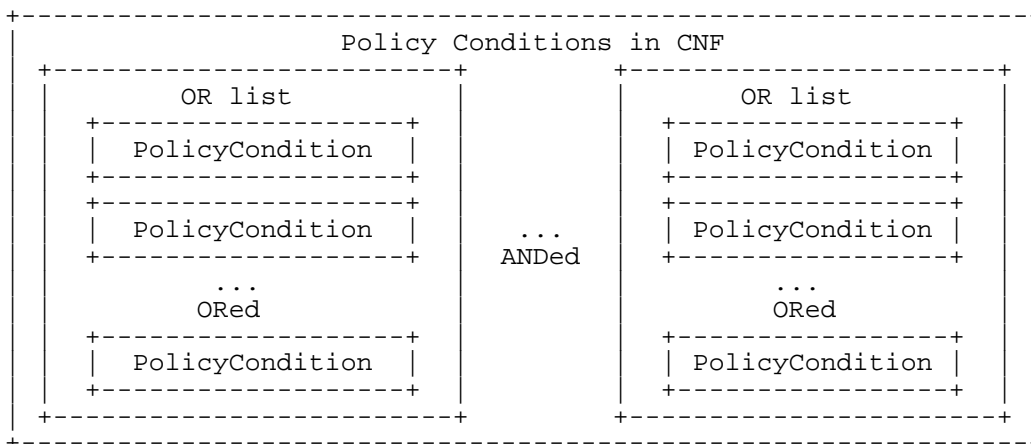 Policy Conditions in CNF
OR list OR list
PolicyCondition PolicyCondition
PolicyCondition ... PolicyCondition
ANDed
... ...
ORed ORed
PolicyCondition PolicyCondition